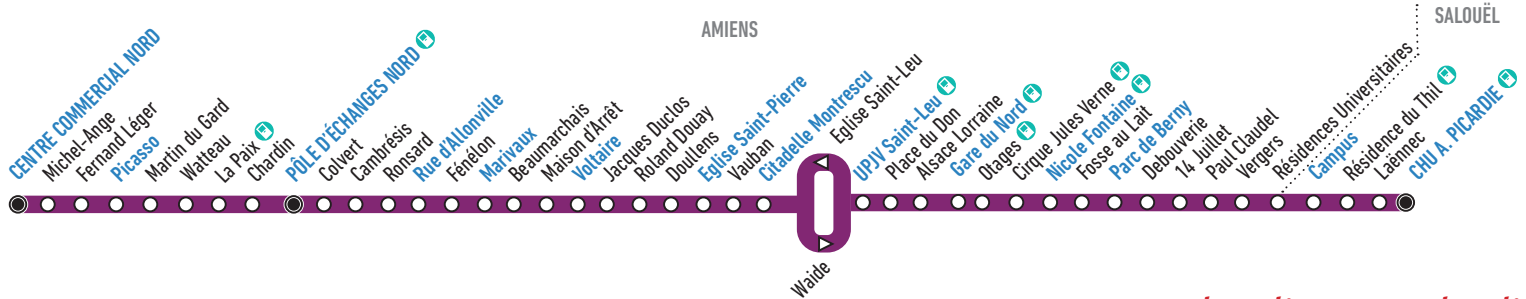 AMIENS
SALOUËL
CENTRE COMMERCIAL NORD
Michel-Ange
Fernand Léger
Picasso
Martin du Gard
Watteau
La Paix
Chardin
PÔLE D'ÉCHANGES NORD
Colvert
Cambrésis
Ronsard
Rue d'Allonville
Fénélon
Marivaux
Beaumarchais
Maison d'Arrêt
Voltaire
Jacques Duclos
Roland Douay
Doullens
Eglise Saint-Pierre
Vauban
Citadelle Montrescu
Eglise Saint-Leu
Waide
UPJV Saint-Leu
Place du Don
Alsace Lorraine
Gare du Nord
Otages
Cirque Jules Verne
Nicole Fontaine
Fosse au Lait
Parc de Berny
Debouverie
14 Juillet
Paul Claudel
Vergers
Résidences Universitaires
Campus
Résidence du Thil
Laënnec
CHU A. PICARDIE